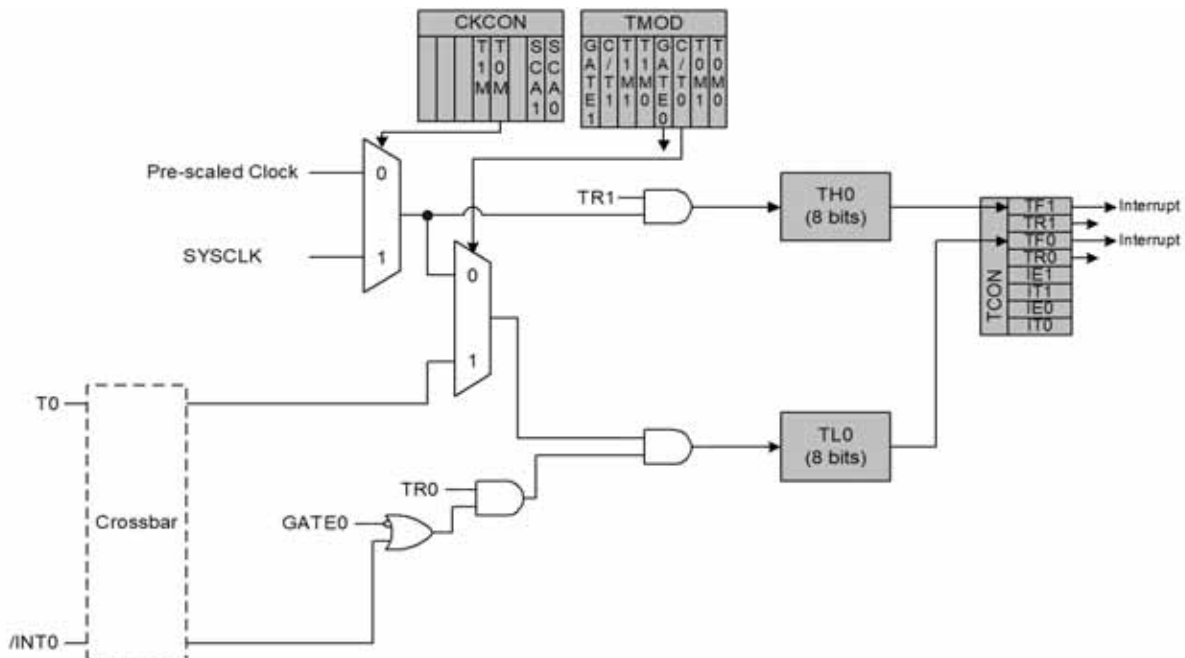 CKCON
T1M
T0M
SCA1
SCA0
TMOD
GATE1
C/T1
T1M1
T1M0
GATE0
C/T0
T0M1
T0M0
Pre-scaled Clock
0
SYSCLK
1
TR1
TH0
(8 bits)
TCON
TF1
Interrupt
TR1
TF0
Interrupt
TR0
IE1
IT1
IE0
IT0
0
1
T0
TL0
(8 bits)
TR0
GATE0
Crossbar
/INT0